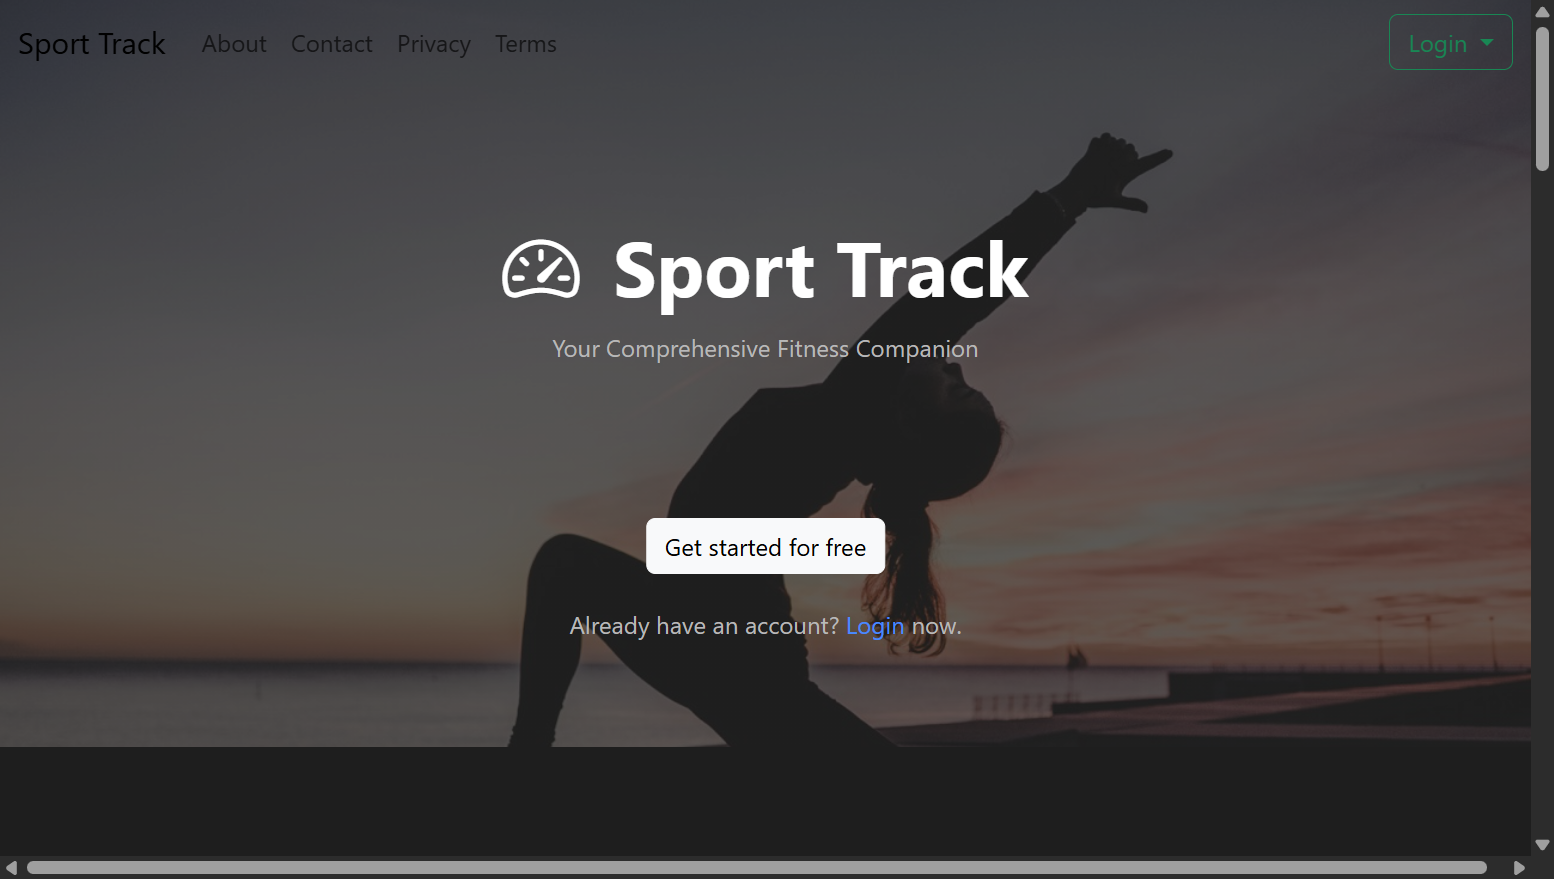 Sport Track About Contact Privacy Terms Login
Sport Track
Your Comprehensive Fitness Companion
Get started for free
Already have an account? Login now.